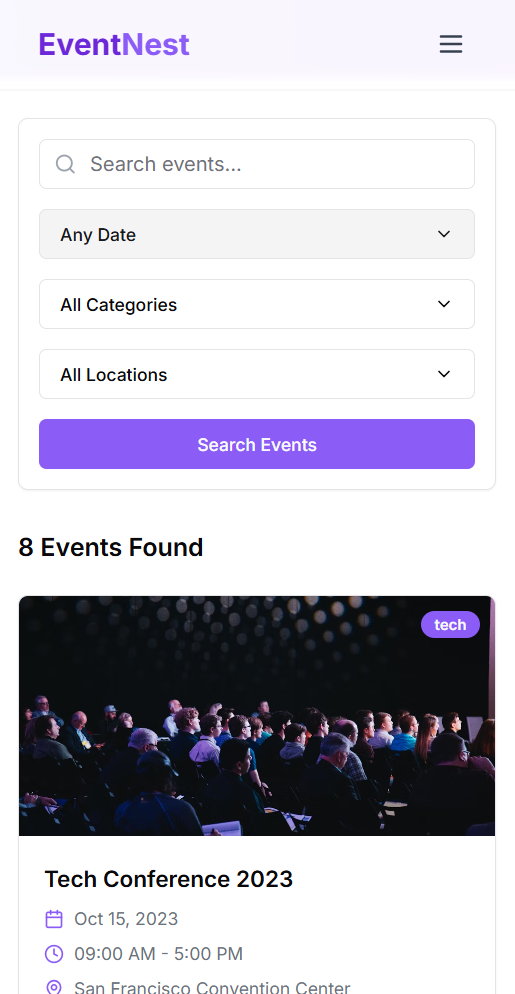 EventNest
Search events...
Any Date
All Categories
All Locations
Search Events
8 Events Found
tech
Tech Conference 2023
Oct 15, 2023
09:00 AM - 5:00 PM
San Francisco Convention Center